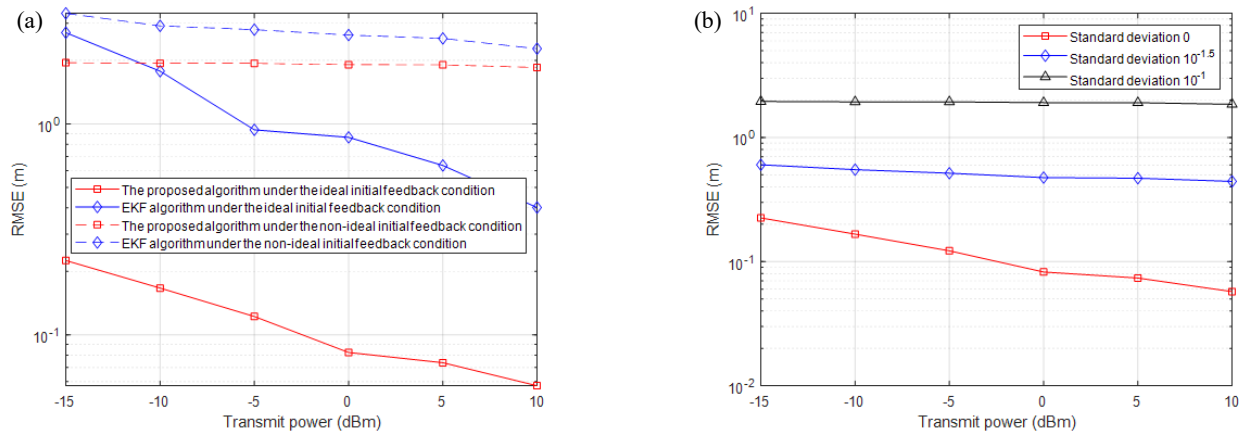 (a)
RMSE (m)
10^0
10^-1
The proposed algorithm under the ideal initial feedback condition
EKF algorithm under the ideal initial feedback condition
The proposed algorithm under the non-ideal initial feedback condition
EKF algorithm under the non-ideal initial feedback condition
-15 -10 -5 0 5 10
Transmit power (dBm)
(b)
RMSE (m)
10^1
10^0
10^-1
10^-2
Standard deviation 0
Standard deviation 10^-1.5
Standard deviation 10^-1
-15 -10 -5 0 5 10
Transmit power (dBm)